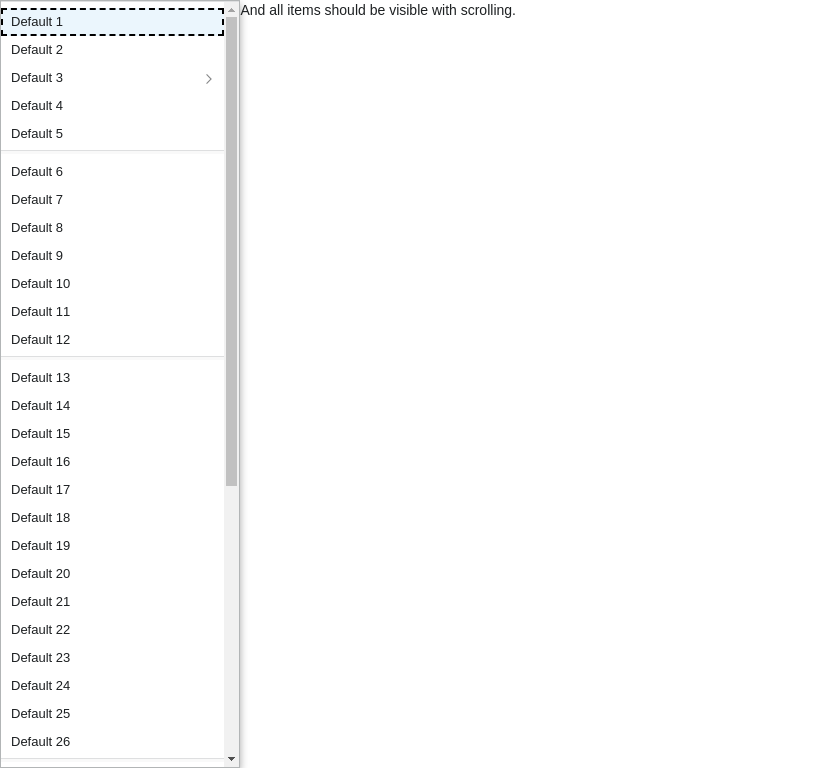 And all items should be visible with scrolling.
Default 1
Default 2
Default 3
Default 4
Default 5
Default 6
Default 7
Default 8
Default 9
Default 10
Default 11
Default 12
Default 13
Default 14
Default 15
Default 16
Default 17
Default 18
Default 19
Default 20
Default 21
Default 22
Default 23
Default 24
Default 25
Default 26